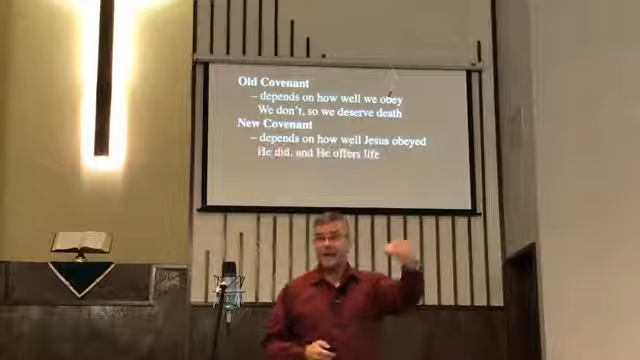 Old Covenant
– depends on how well we obey
We don't, so we deserve death
New Covenant
– depends on how well Jesus obeyed
He did, and He offers life